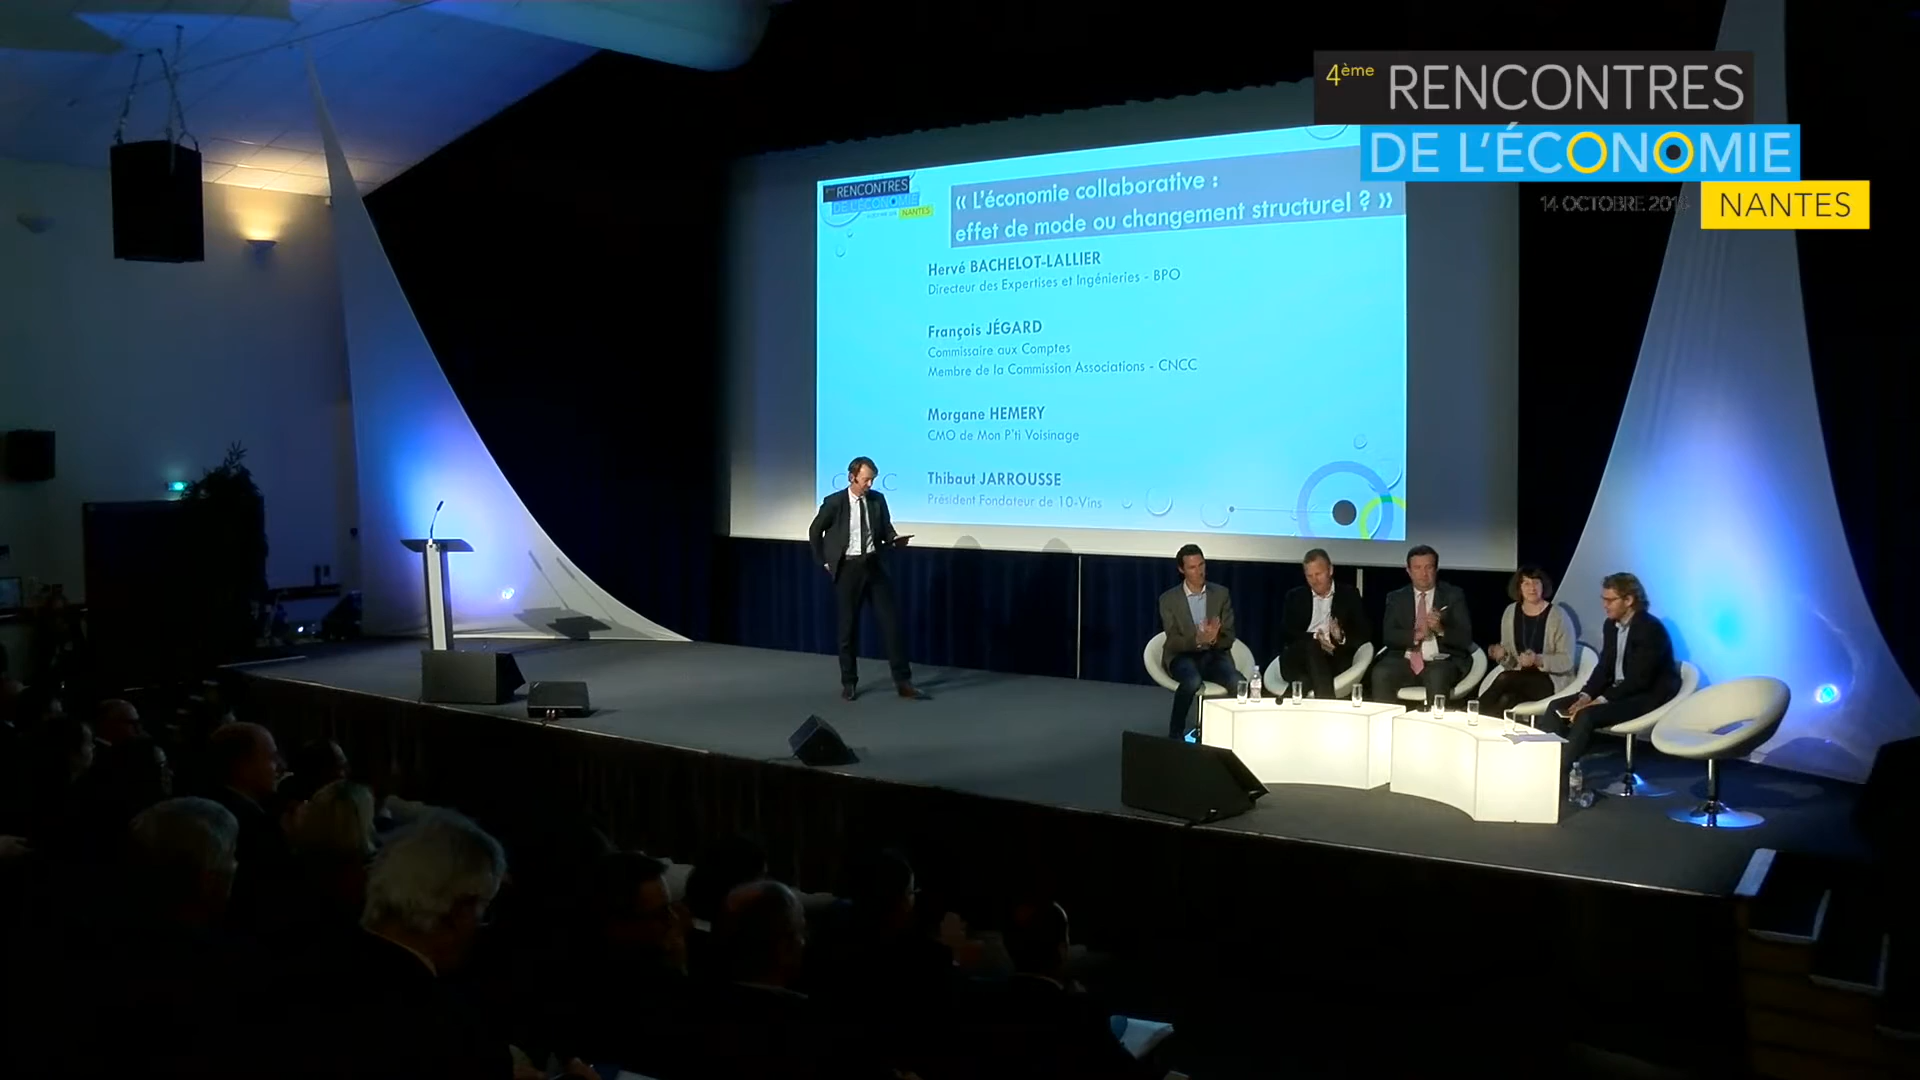 4ème RENCONTRES
DE L'ÉCONOMIE
14 OCTOBRE
NANTES
RENCONTRES
DE L'ÉCONOMIE
NANTES
« L'économie collaborative :
effet de mode ou changement structurel ? »
Hervé BACHELOT-LALLIER
Directeur des Expertises et Ingénieries - BPO
François JÉGARD
Commissaire aux Comptes
Membre de la Commission Associations - CNCC
Morgane HEMERY
CMO de Mon P'ti Voisinage
Thibaut JARROUSSE
Président Fondateur de 10-Vins